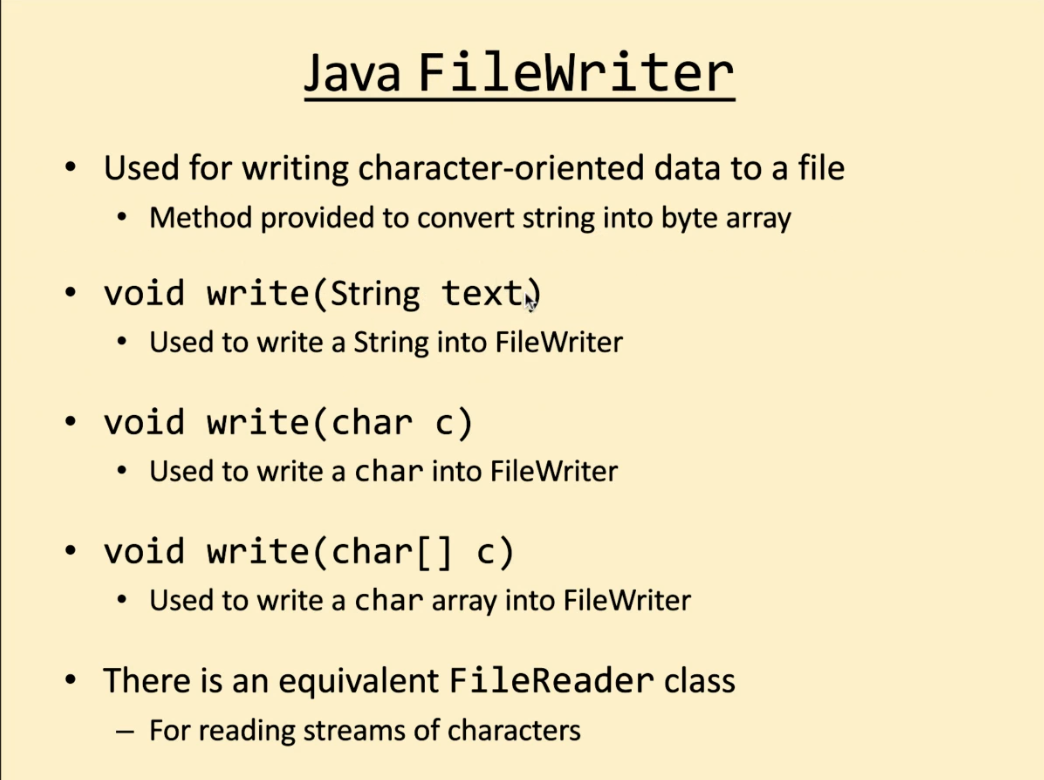 Java FileWriter
• Used for writing character-oriented data to a file
• Method provided to convert string into byte array
• void write(String text)
• Used to write a String into FileWriter
• void write(char c)
• Used to write a char into FileWriter
• void write(char[] c)
• Used to write a char array into FileWriter
• There is an equivalent FileReader class
– For reading streams of characters